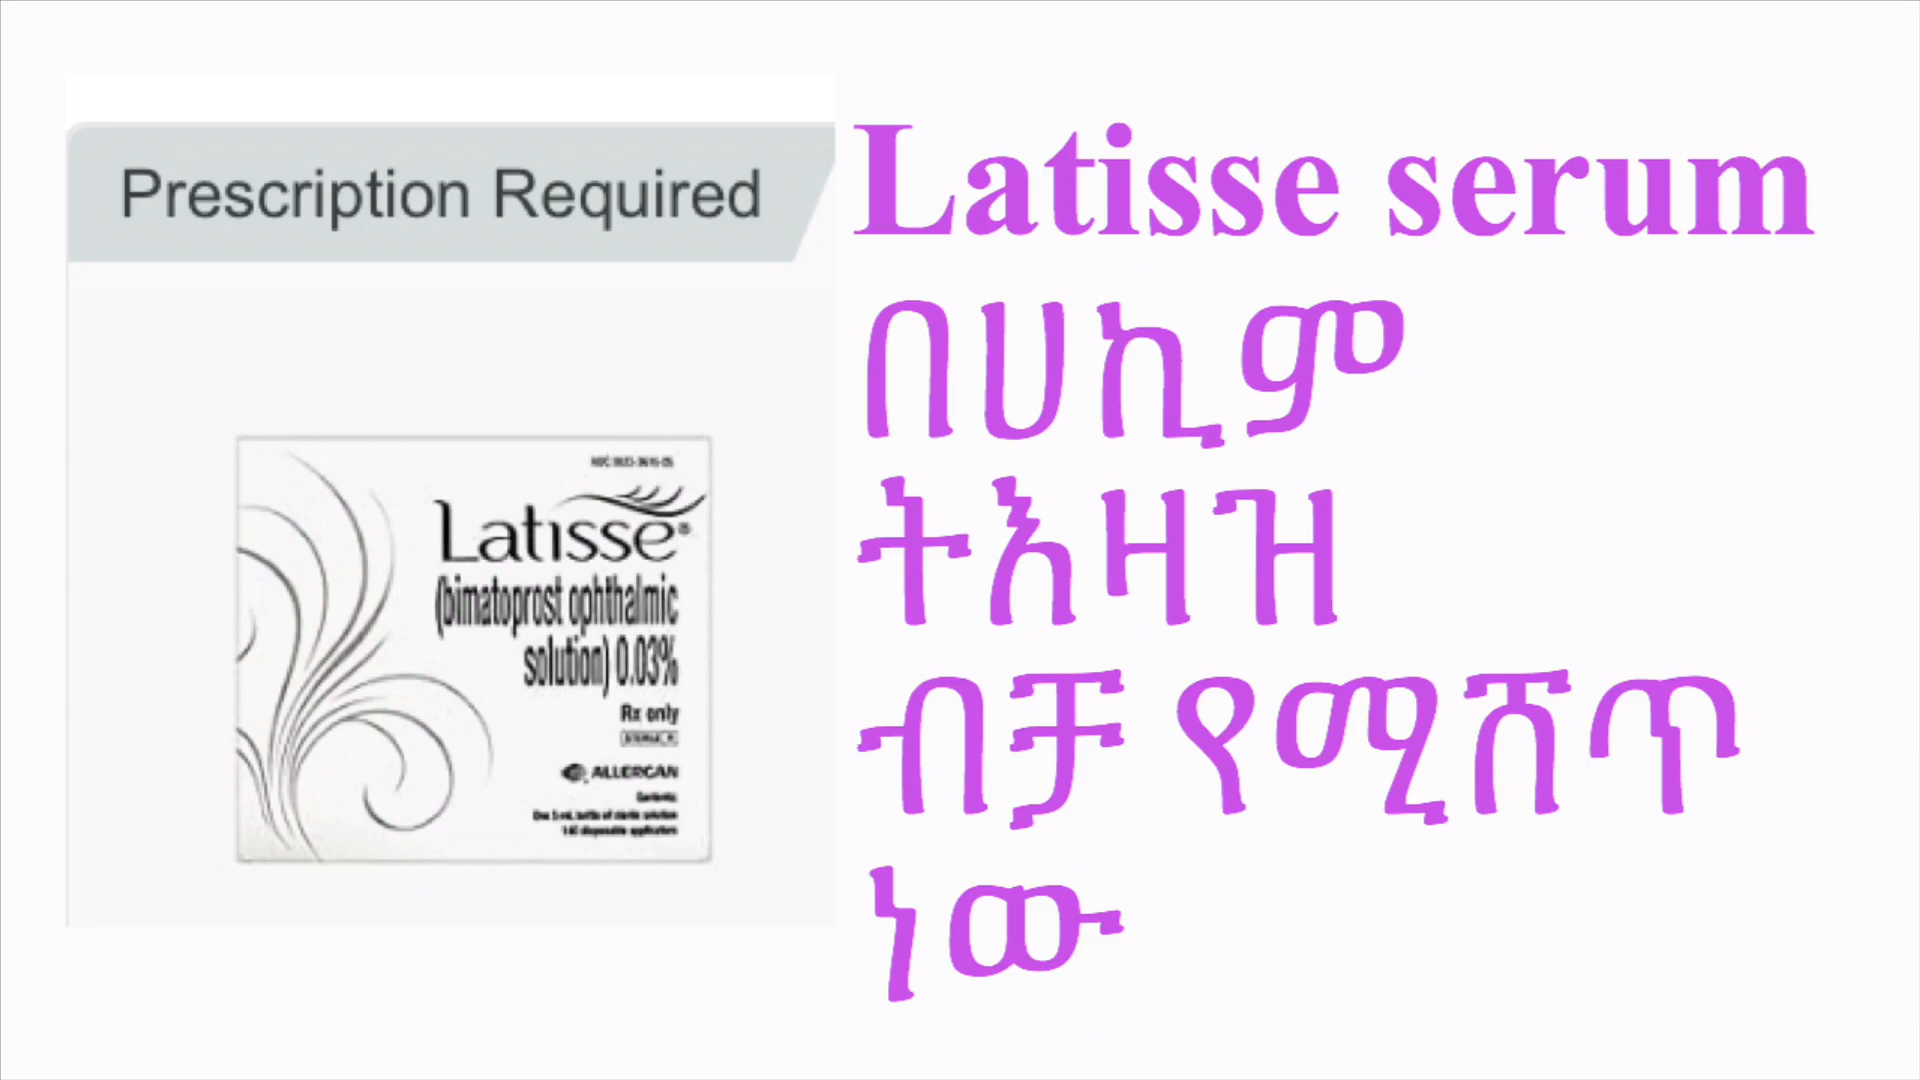 Prescription Required
Latisse®
(bimatoprost ophthalmic
solution) 0.03%
Rx only
ALLERGAN
Latisse serum
በሀኪም
ትእዛዝ
ብቻ የሚሸጥ
ነው